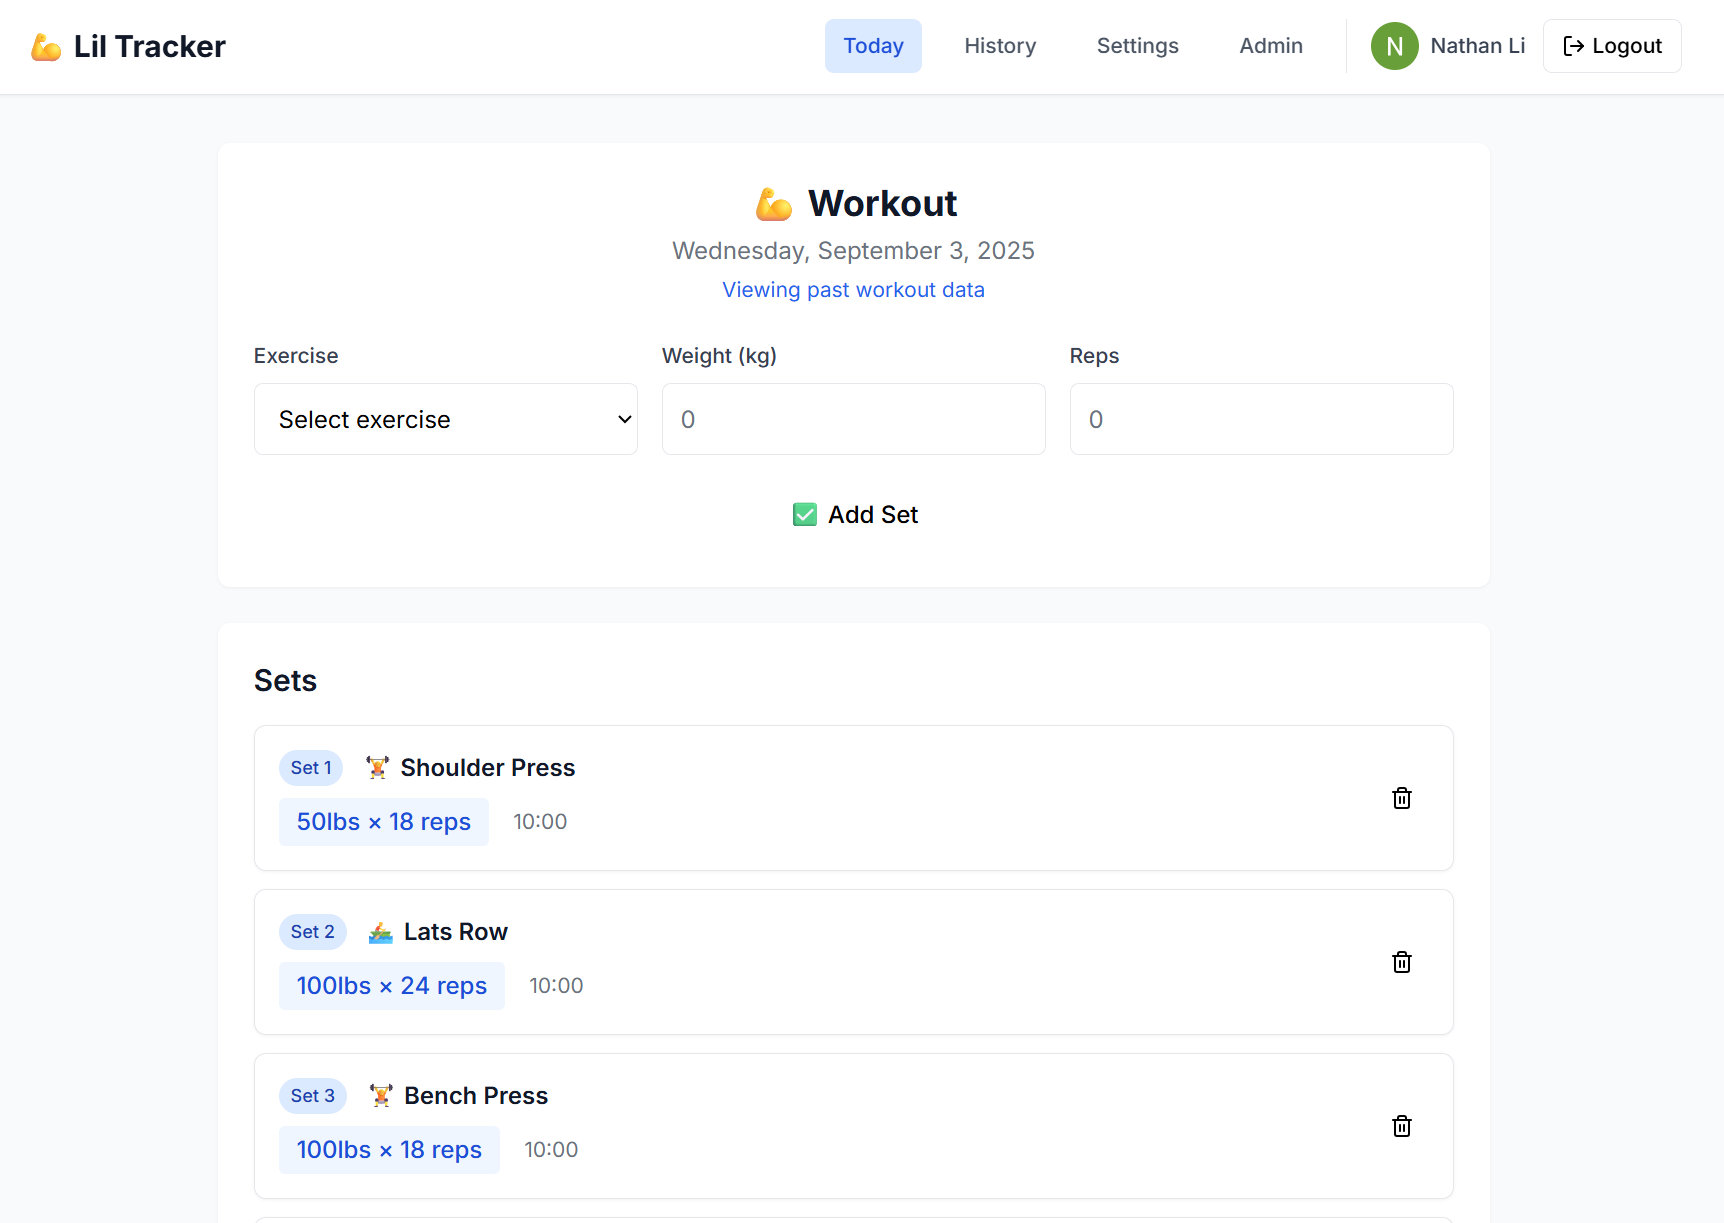 💪 Lil Tracker
Today
History
Settings
Admin
N
Nathan Li
Logout
💪 Workout
Wednesday, September 3, 2025
Viewing past workout data
Exercise
Weight (kg)
Reps
Select exercise
0
0
✅ Add Set
Sets
Set 1 🏋️ Shoulder Press
50lbs × 18 reps 10:00
Set 2 🚣 Lats Row
100lbs × 24 reps 10:00
Set 3 🏋️ Bench Press
100lbs × 18 reps 10:00